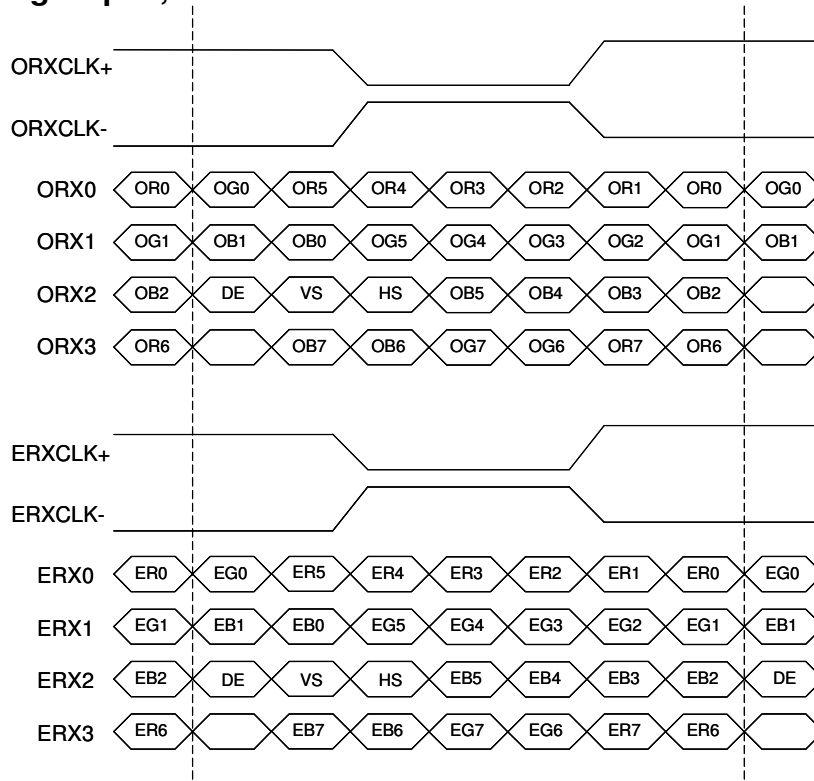 ORXCLK+
ORXCLK-
ORX0 OR0 OG0 OR5 OR4 OR3 OR2 OR1 OR0 OG0
ORX1 OG1 OB1 OB0 OG5 OG4 OG3 OG2 OG1 OB1
ORX2 OB2 DE VS HS OB5 OB4 OB3 OB2
ORX3 OR6 OB7 OB6 OG7 OG6 OR7 OR6
ERXCLK+
ERXCLK-
ERX0 ER0 EG0 ER5 ER4 ER3 ER2 ER1 ER0 EG0
ERX1 EG1 EB1 EB0 EG5 EG4 EG3 EG2 EG1 EB1
ERX2 EB2 DE VS HS EB5 EB4 EB3 EB2 DE
ERX3 ER6 EB7 EB6 EG7 EG6 ER7 ER6